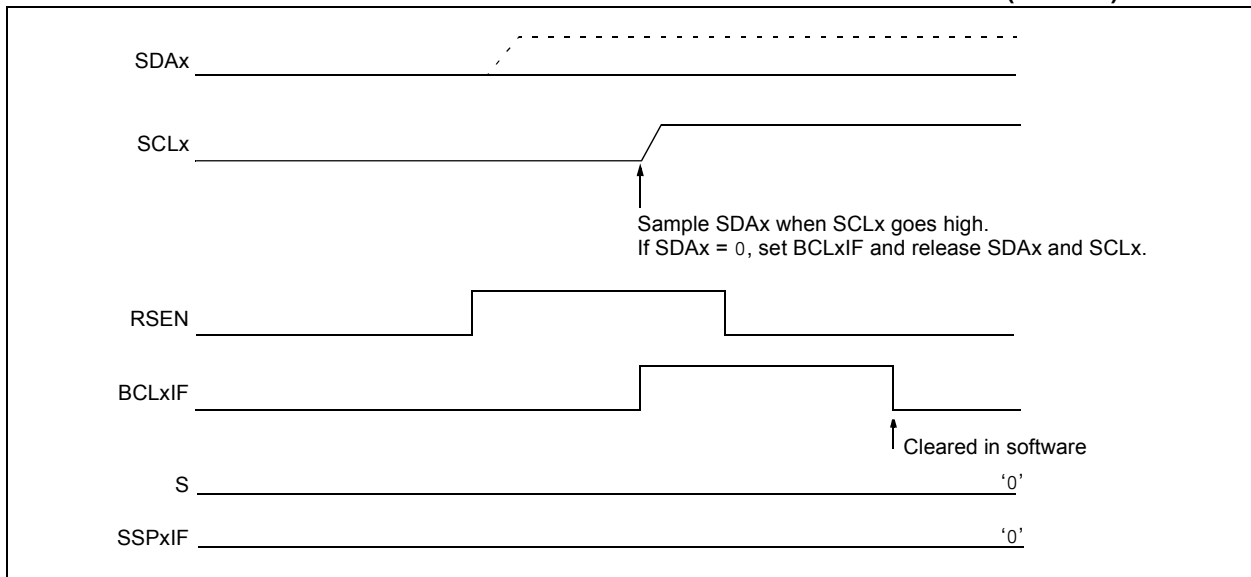 SDAx
SCLx
Sample SDAx when SCLx goes high.
If SDAx = 0, set BCLxIF and release SDAx and SCLx.
RSEN
BCLxIF
Cleared in software
S
‘0’
SSPxIF
‘0’